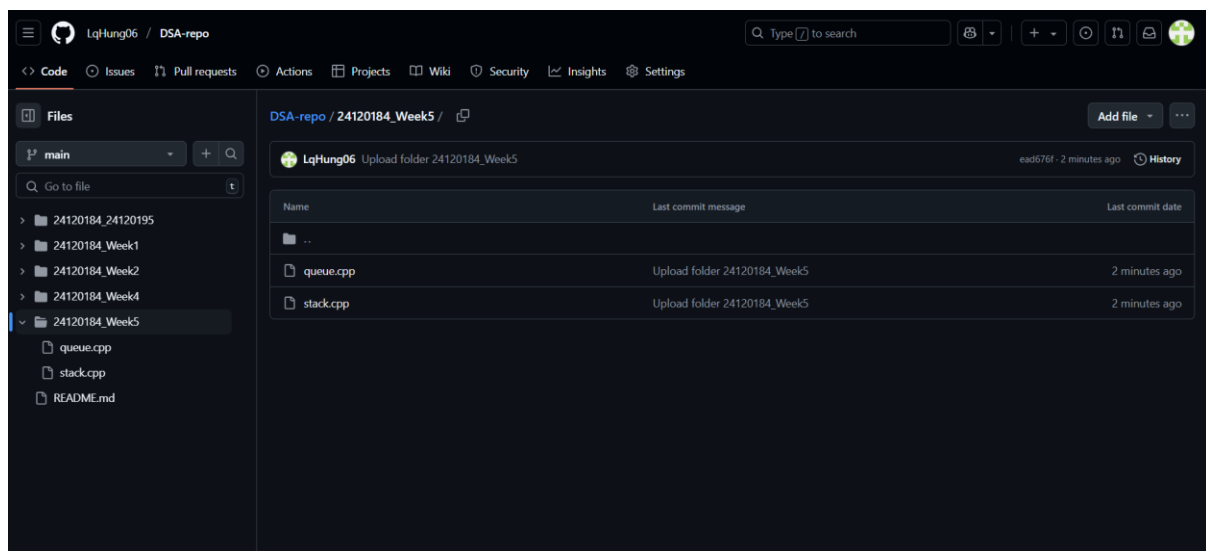 LqHung06 / DSA-repo
Type / to search
Code Issues Pull requests Actions Projects Wiki Security Insights Settings
Files
main
Go to file t
24120184_24120195
24120184_Week1
24120184_Week2
24120184_Week4
24120184_Week5
queue.cpp
stack.cpp
README.md
DSA-repo / 24120184_Week5 /
Add file
LqHung06 Upload folder 24120184_Week5
ead676f · 2 minutes ago History
Name Last commit message Last commit date
..
queue.cpp Upload folder 24120184_Week5 2 minutes ago
stack.cpp Upload folder 24120184_Week5 2 minutes ago